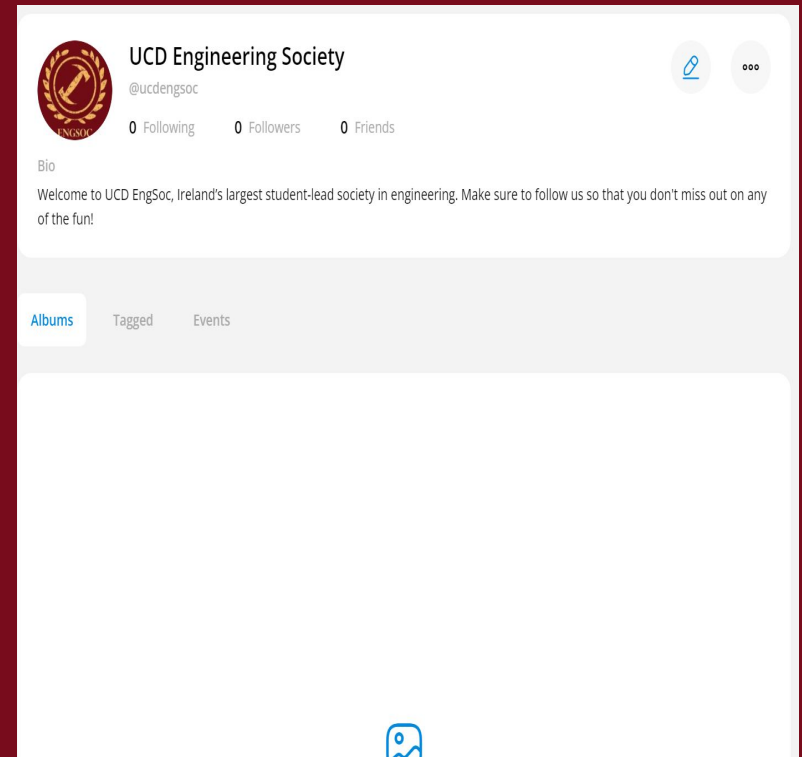 UCD Engineering Society
@ucdengsoc
0 Following 0 Followers 0 Friends
ENGSOC
Bio
Welcome to UCD EngSoc, Ireland's largest student-lead society in engineering. Make sure to follow us so that you don't miss out on any
of the fun!
Albums Tagged Events